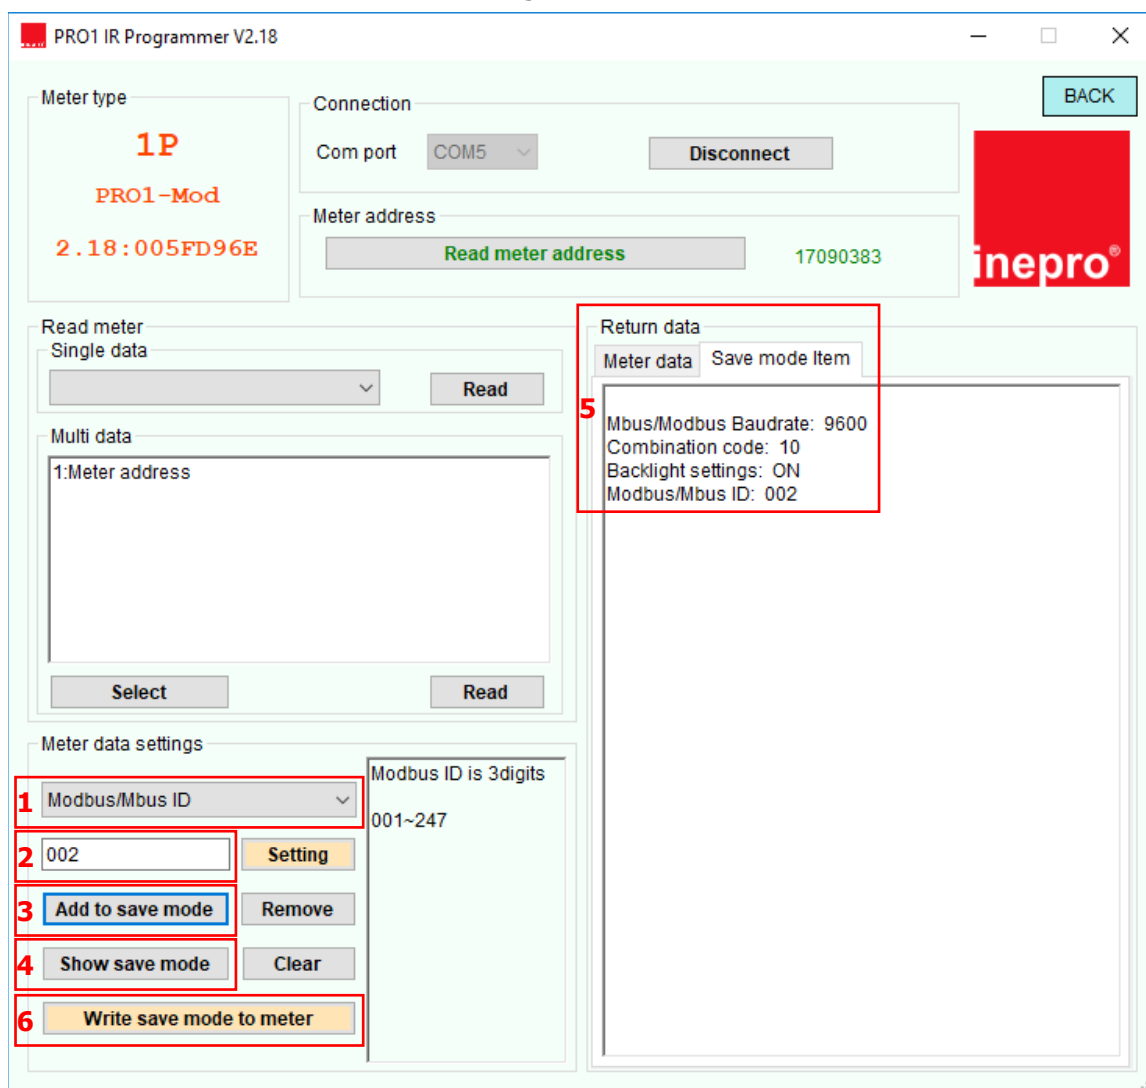 PRO1 IR Programmer V2.18
BACK
Meter type
1P
PRO1-Mod
2.18:005FD96E
Connection
Com port COM5 Disconnect
Meter address
Read meter address 17090383
inepro®
Read meter
Single data
Read
Multi data
1:Meter address
Select Read
Return data
Meter data Save mode Item
5
Mbus/Modbus Baudrate: 9600
Combination code: 10
Backlight settings: ON
Modbus/Mbus ID: 002
Meter data settings
1 Modbus/Mbus ID
2 002 Setting
3 Add to save mode Remove
4 Show save mode Clear
6 Write save mode to meter
Modbus ID is 3digits
001~247